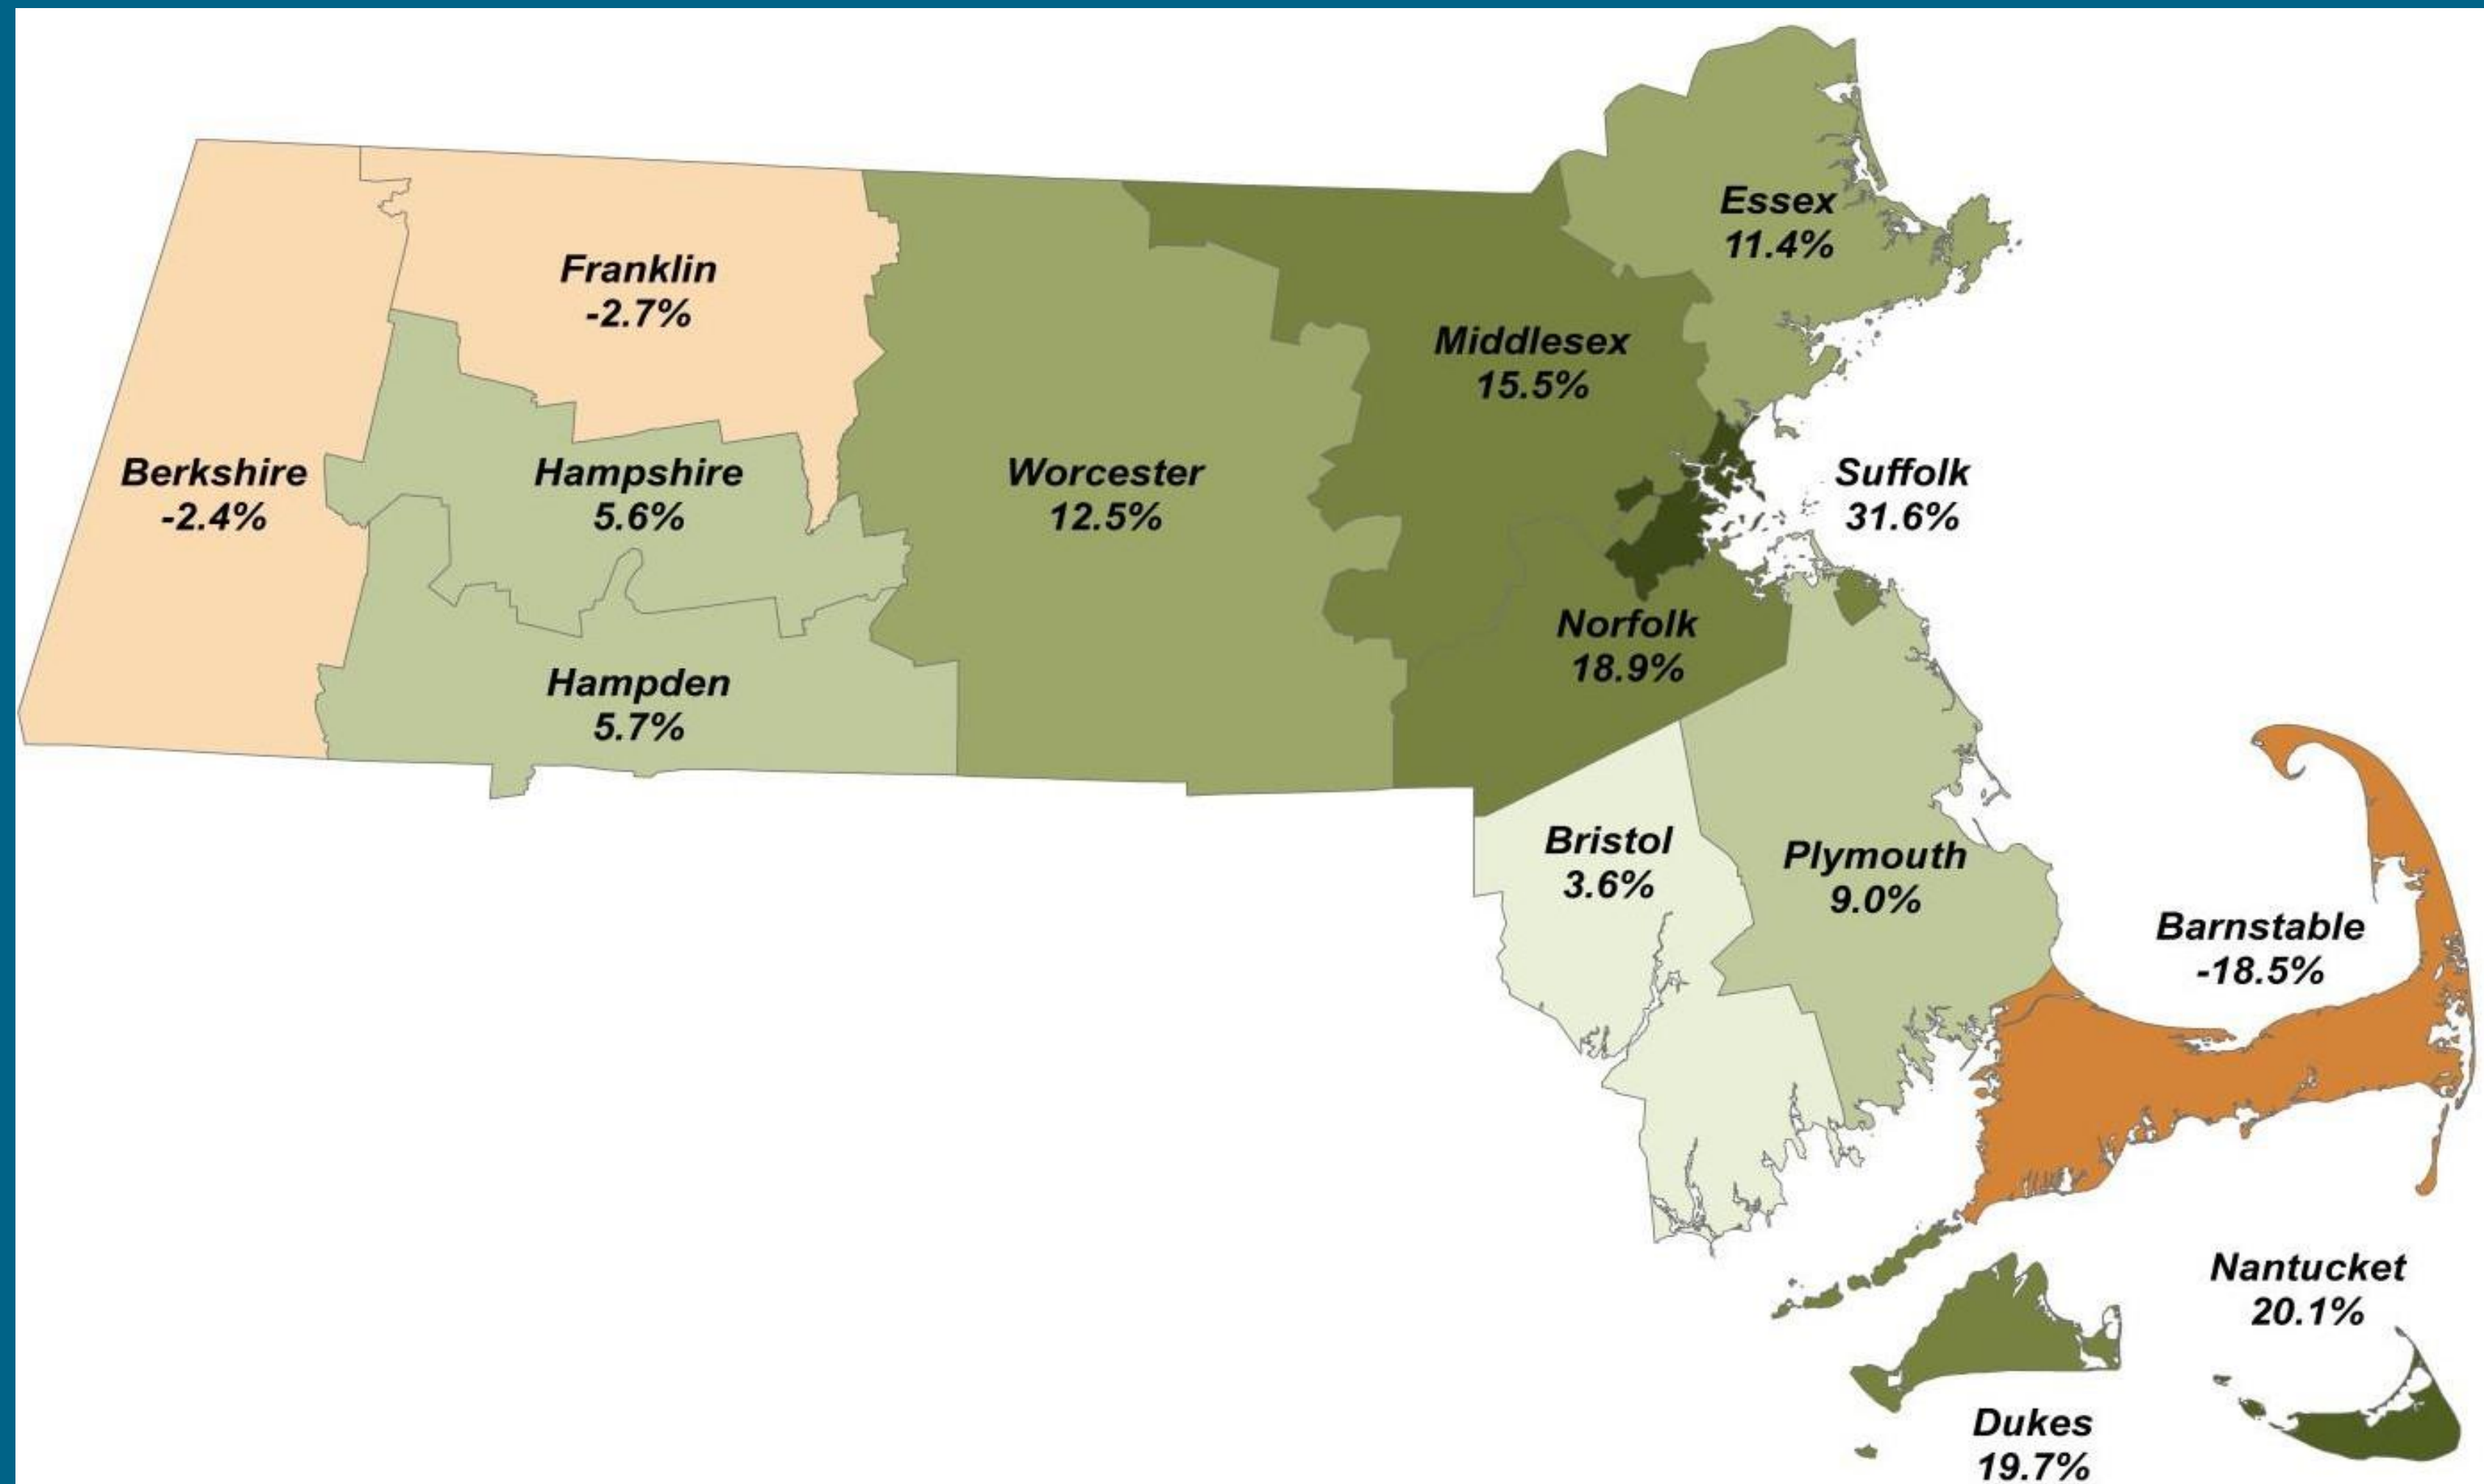 Essex
11.4%
Franklin
-2.7%
Middlesex
15.5%
Berkshire
-2.4%
Hampshire
5.6%
Worcester
12.5%
Suffolk
31.6%
Norfolk
18.9%
Hampden
5.7%
Bristol
3.6%
Plymouth
9.0%
Barnstable
-18.5%
Nantucket
20.1%
Dukes
19.7%